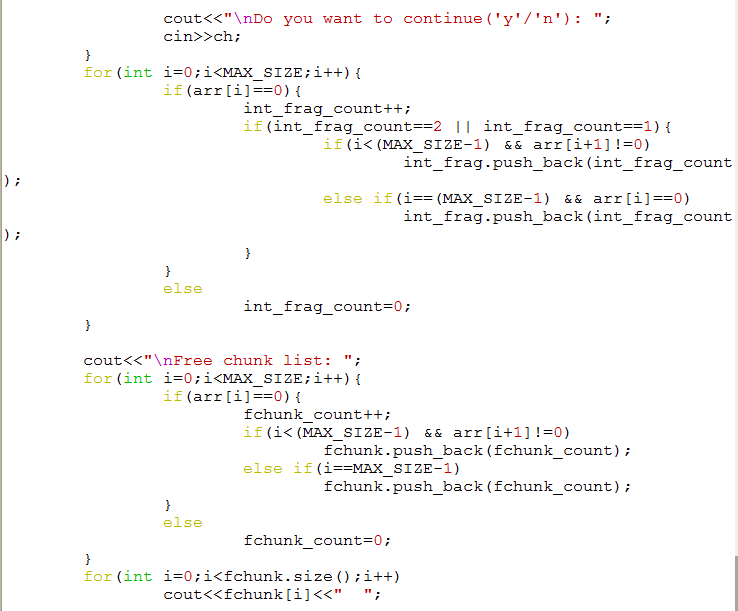 cout<<"\nDo you want to continue('y'/'n'): ";
                cin>>ch;
        }
        for(int i=0;i<MAX_SIZE;i++){
                if(arr[i]==0){
                        int_frag_count++;
                        if(int_frag_count==2 || int_frag_count==1){
                                if(i<(MAX_SIZE-1) && arr[i+1]!=0)
                                        int_frag.push_back(int_frag_count
);
                                else if(i==(MAX_SIZE-1) && arr[i]==0)
                                        int_frag.push_back(int_frag_count
);
                        }
                }
                else
                        int_frag_count=0;
        }

        cout<<"\nFree chunk list: ";
        for(int i=0;i<MAX_SIZE;i++){
                if(arr[i]==0){
                        fchunk_count++;
                        if(i<(MAX_SIZE-1) && arr[i+1]!=0)
                                fchunk.push_back(fchunk_count);
                        else if(i==MAX_SIZE-1)
                                fchunk.push_back(fchunk_count);
                }
                else
                        fchunk_count=0;
        }
        for(int i=0;i<fchunk.size();i++)
                cout<<fchunk[i]<<"  ";